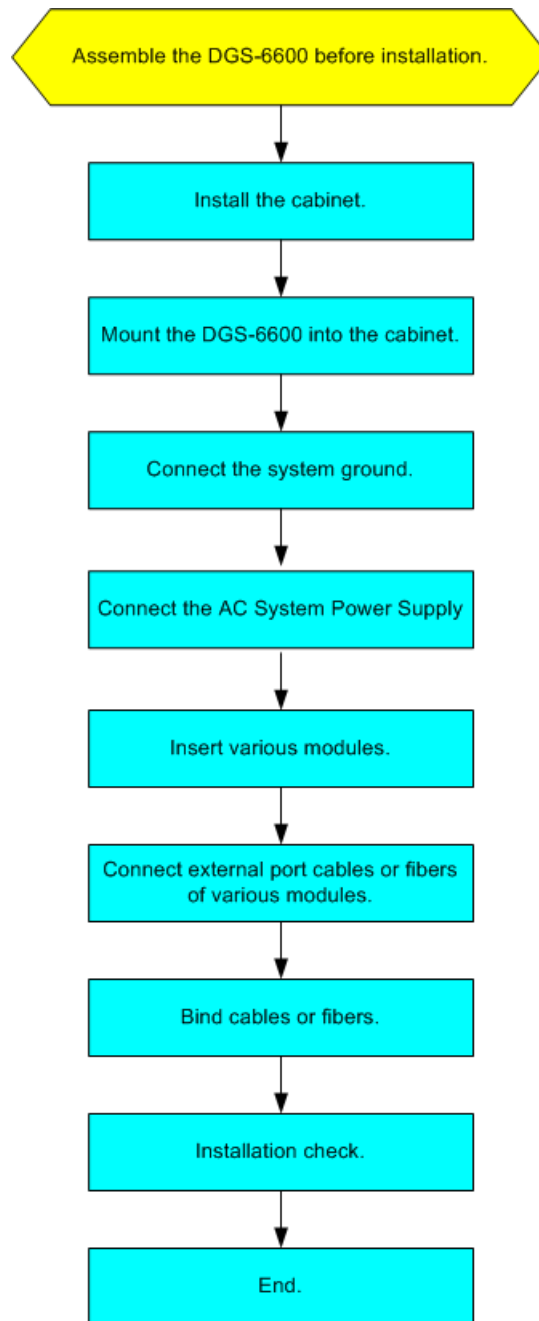 Assemble the DGS-6600 before installation.
Install the cabinet.
Mount the DGS-6600 into the cabinet.
Connect the system ground.
Connect the AC System Power Supply
Insert various modules.
Connect external port cables or fibers
of various modules.
Bind cables or fibers.
Installation check.
End.